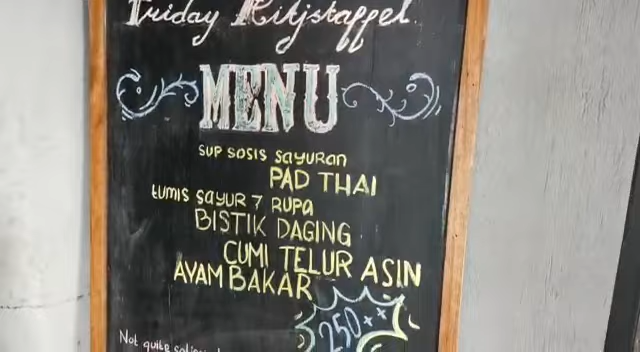 Friday Ritjstaffel.
MENU
SUP SOSIS SAYURAN
PAD THAI
tUMIS SAYUR 7 RUPA
BISTIK DAGING
CUMI TELUR ASIN
AYAM BAKAR
250++
Not quite